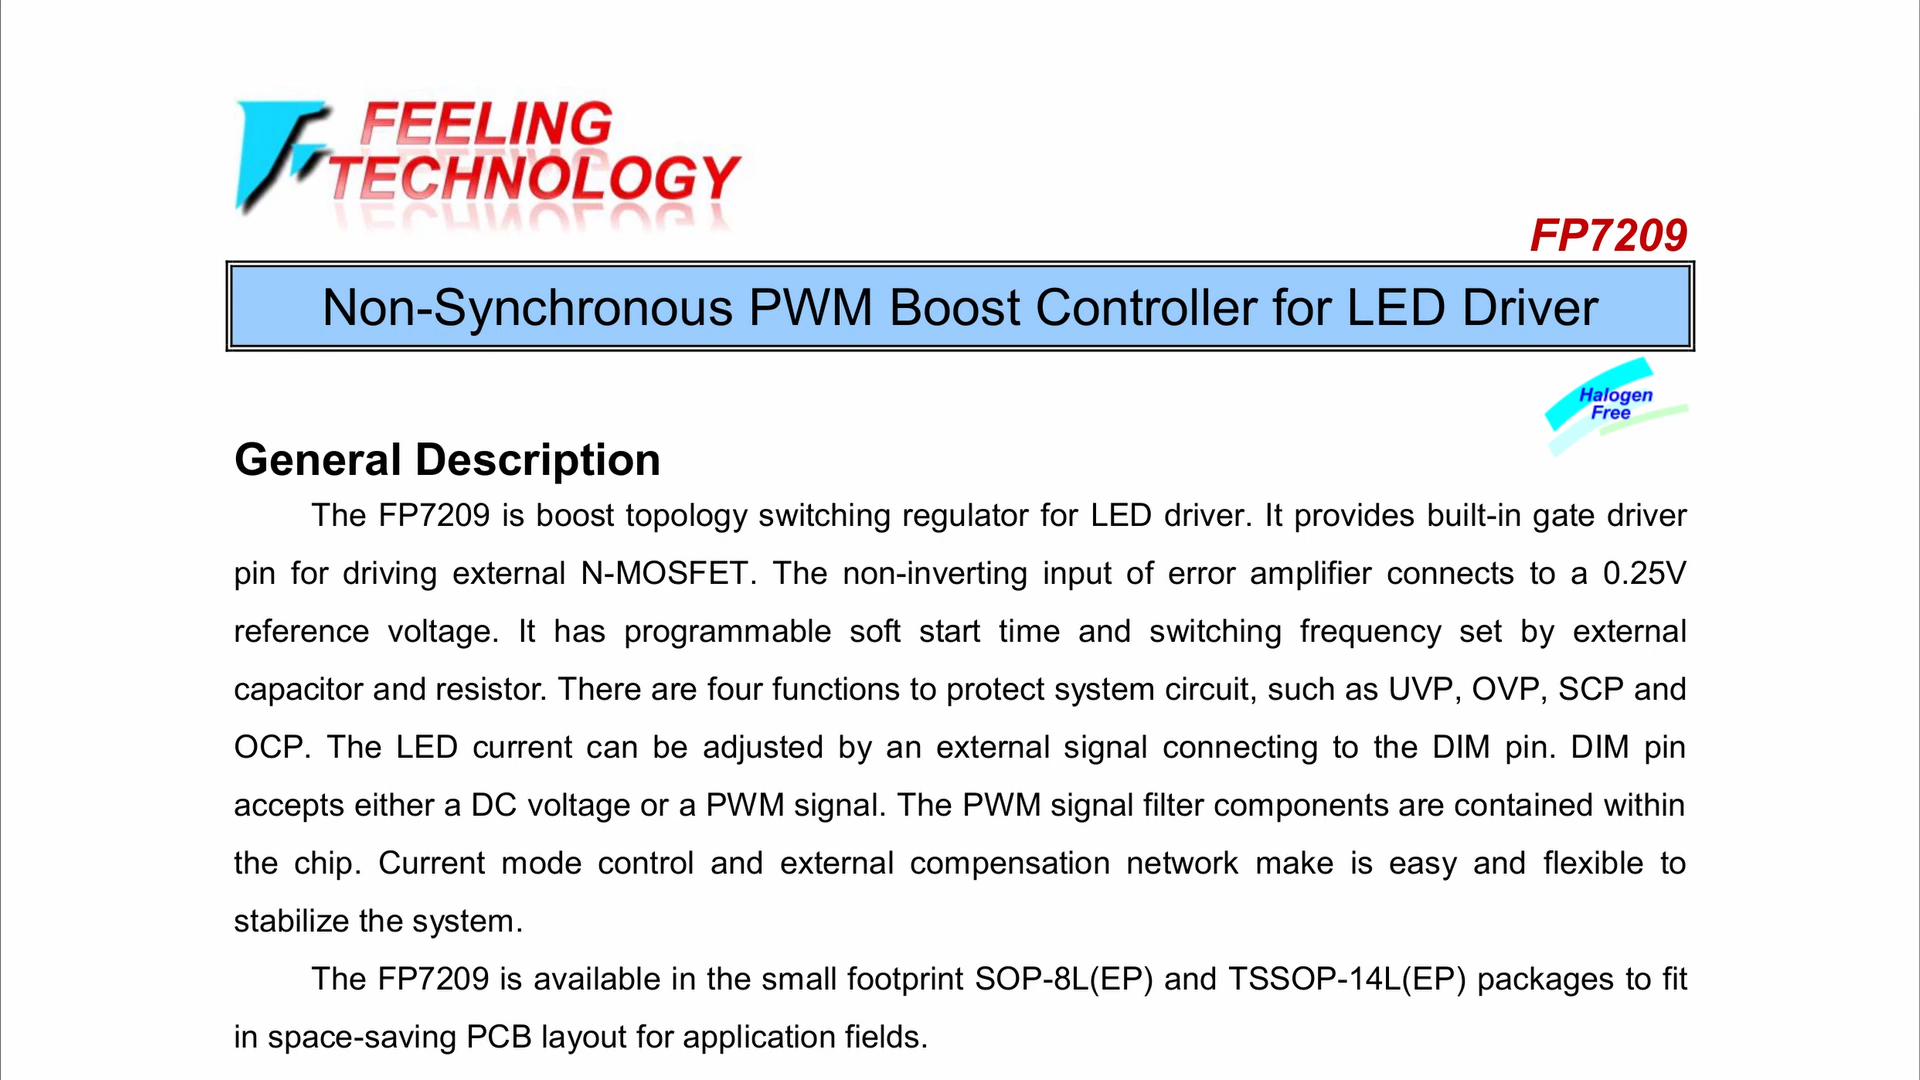 FEELING
TECHNOLOGY
FP7209
Non-Synchronous PWM Boost Controller for LED Driver
Halogen
Free
General Description
The FP7209 is boost topology switching regulator for LED driver. It provides built-in gate driver
pin for driving external N-MOSFET. The non-inverting input of error amplifier connects to a 0.25V
reference voltage. It has programmable soft start time and switching frequency set by external
capacitor and resistor. There are four functions to protect system circuit, such as UVP, OVP, SCP and
OCP. The LED current can be adjusted by an external signal connecting to the DIM pin. DIM pin
accepts either a DC voltage or a PWM signal. The PWM signal filter components are contained within
the chip. Current mode control and external compensation network make is easy and flexible to
stabilize the system.
The FP7209 is available in the small footprint SOP-8L(EP) and TSSOP-14L(EP) packages to fit
in space-saving PCB layout for application fields.